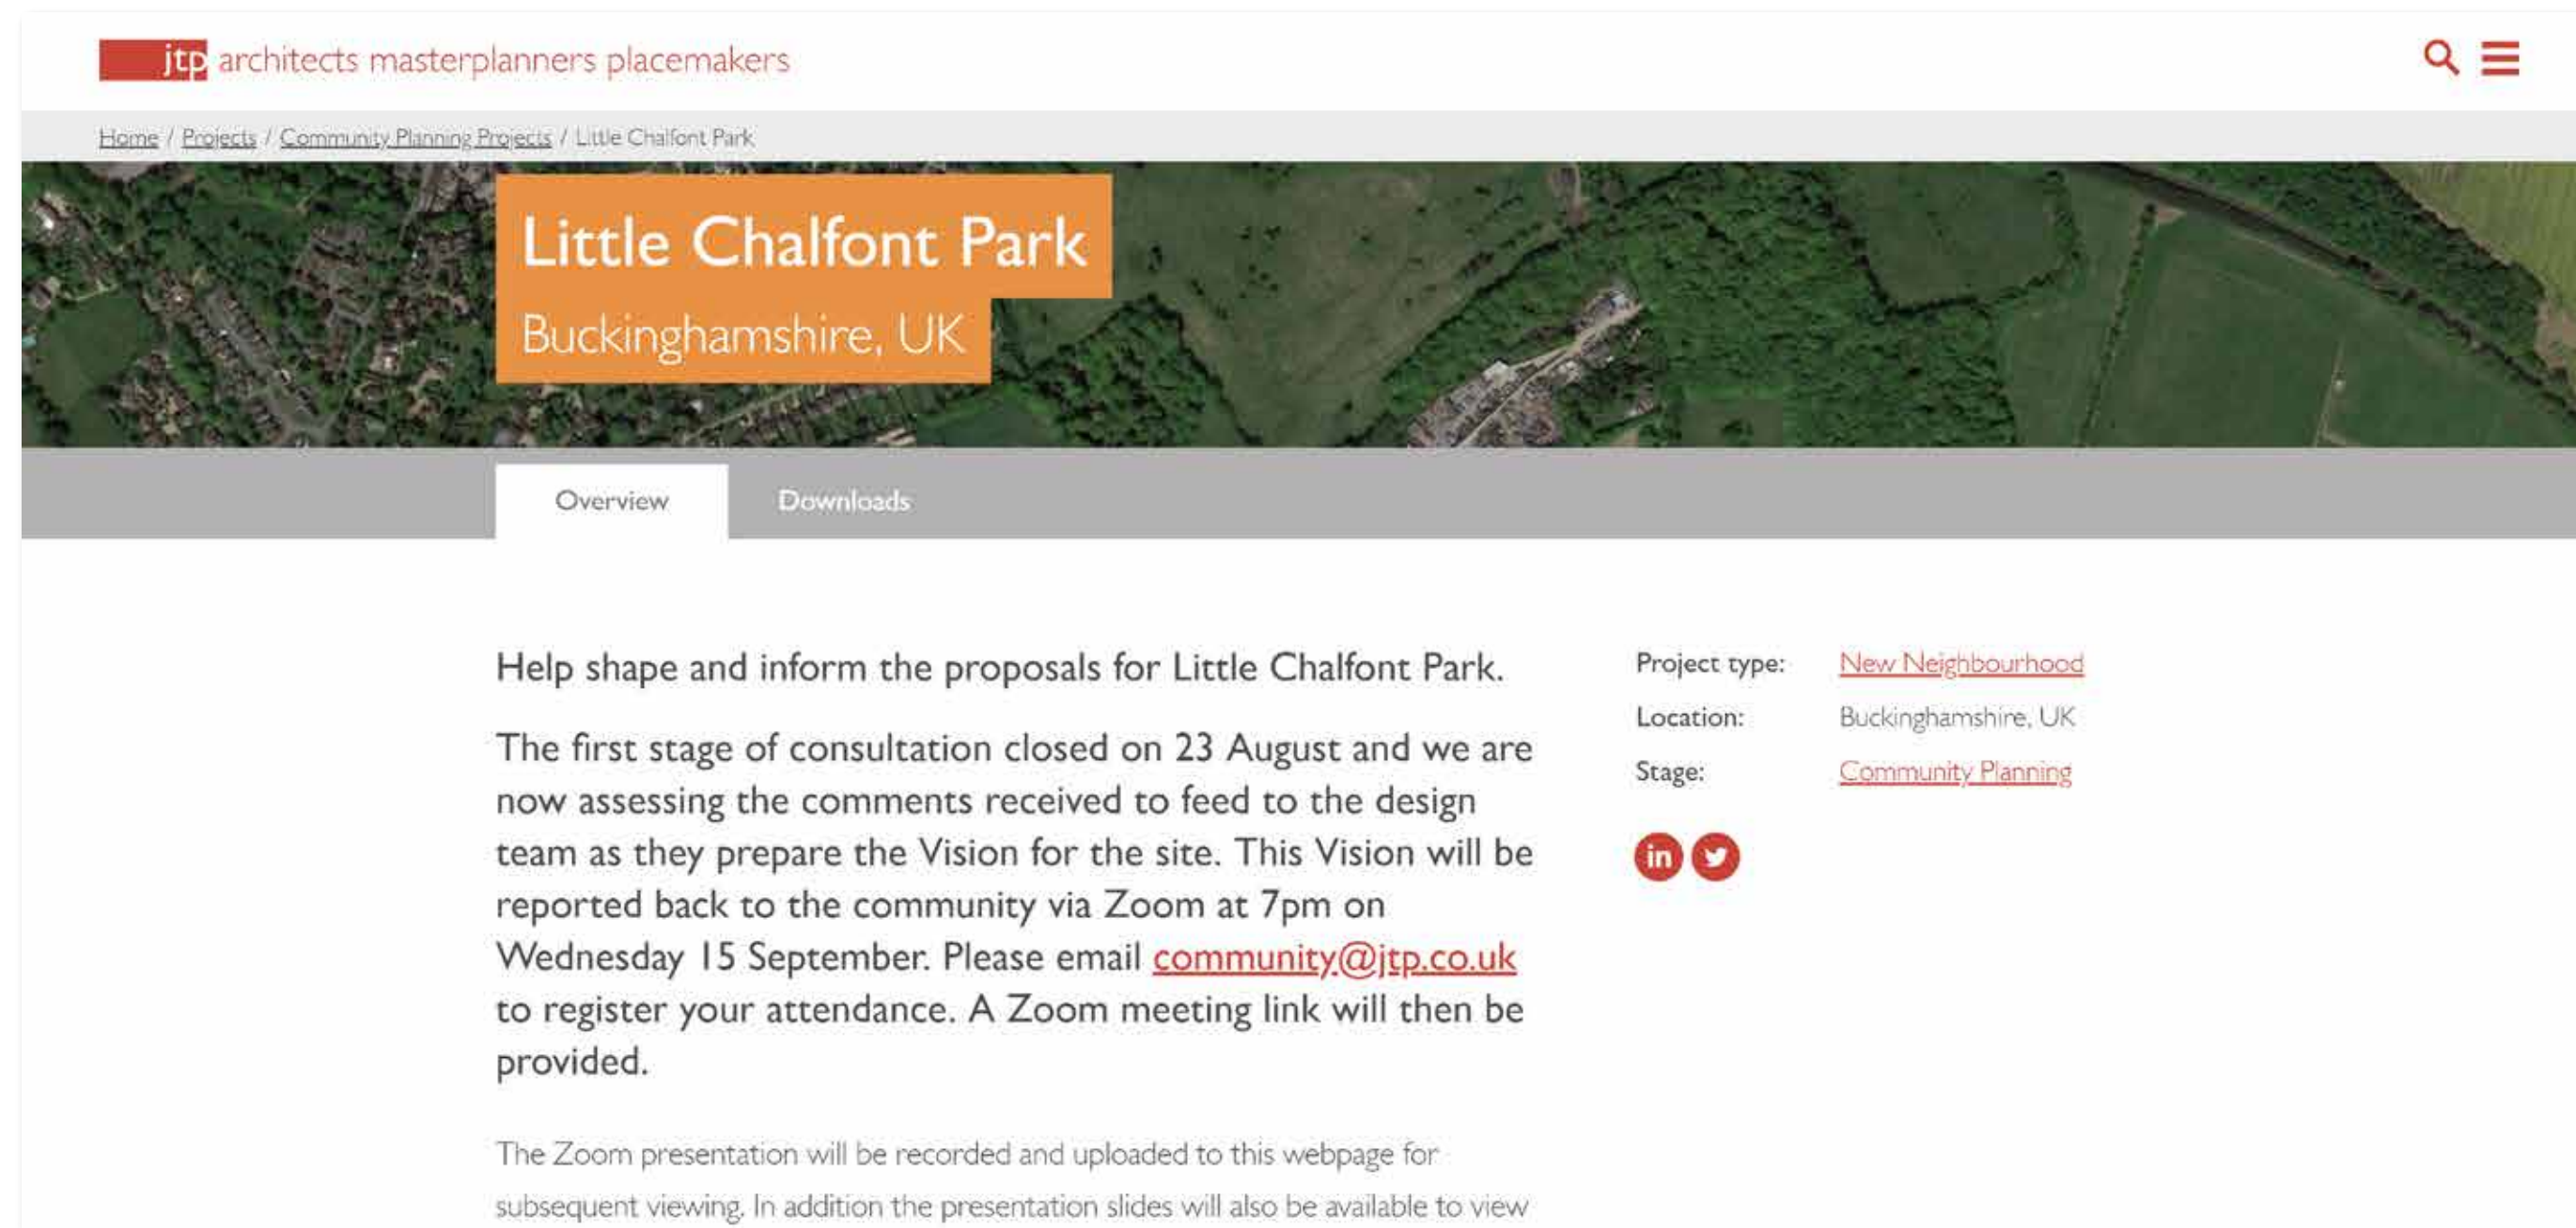 jtp architects masterplanners placemakers
Home / Projects / Community Planning Projects / Little Chalfont Park
Little Chalfont Park
Buckinghamshire, UK
Overview
Downloads
Help shape and inform the proposals for Little Chalfont Park.
The first stage of consultation closed on 23 August and we are
now assessing the comments received to feed to the design
team as they prepare the Vision for the site. This Vision will be
reported back to the community via Zoom at 7pm on
Wednesday 15 September. Please email community@jtp.co.uk
to register your attendance. A Zoom meeting link will then be
provided.
The Zoom presentation will be recorded and uploaded to this webpage for
subsequent viewing. In addition the presentation slides will also be available to view
Project type: New Neighbourhood
Location: Buckinghamshire, UK
Stage: Community Planning
in